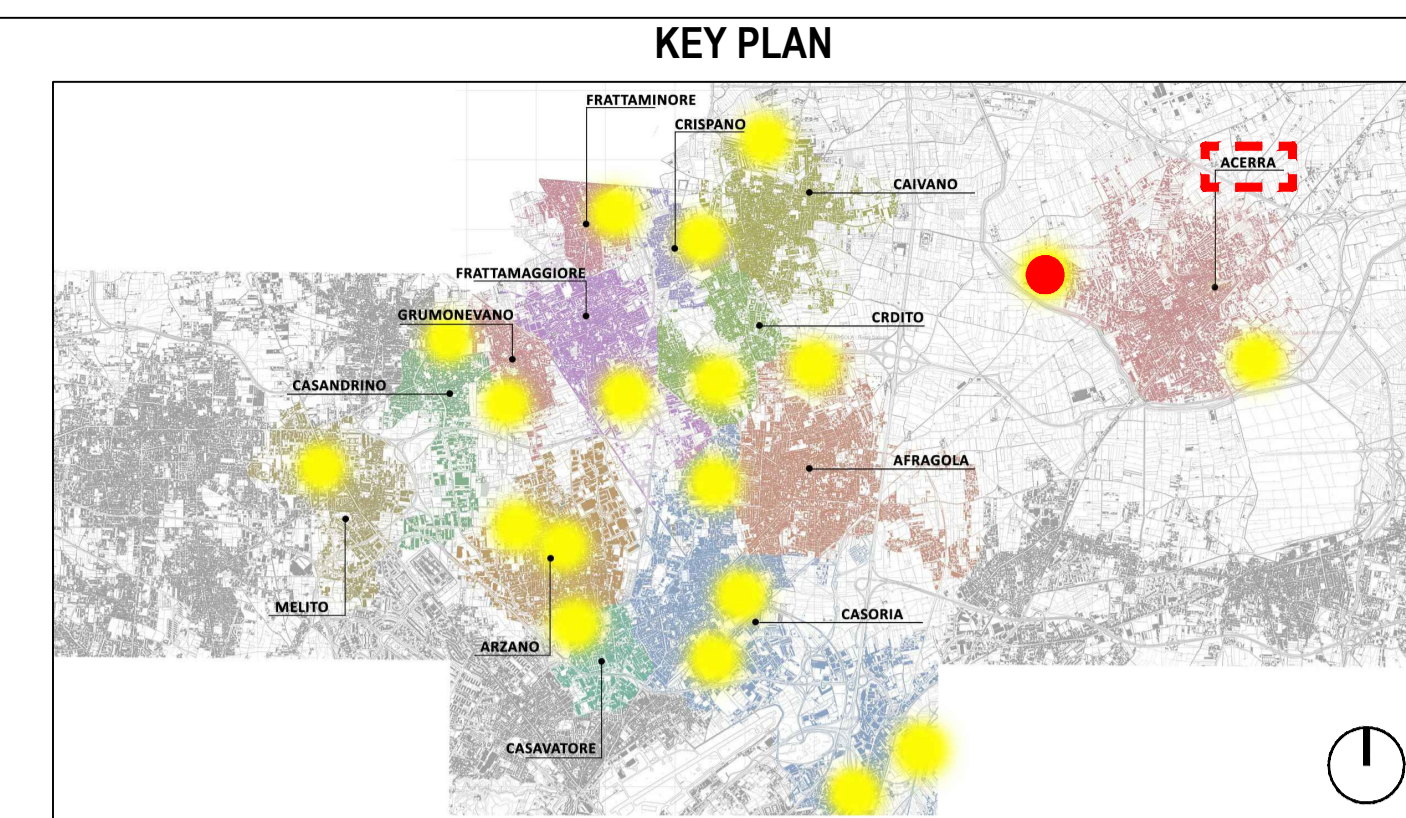 KEY PLAN
FRATTAMINORE
CRISPANO
ACERRA
CAIVANO
FRATTAMAGGIORE
GRUMONEVANO
CRDITO
CASANDRINO
AFRAGOLA
MELITO
CASORIA
ARZANO
CASAVATORE